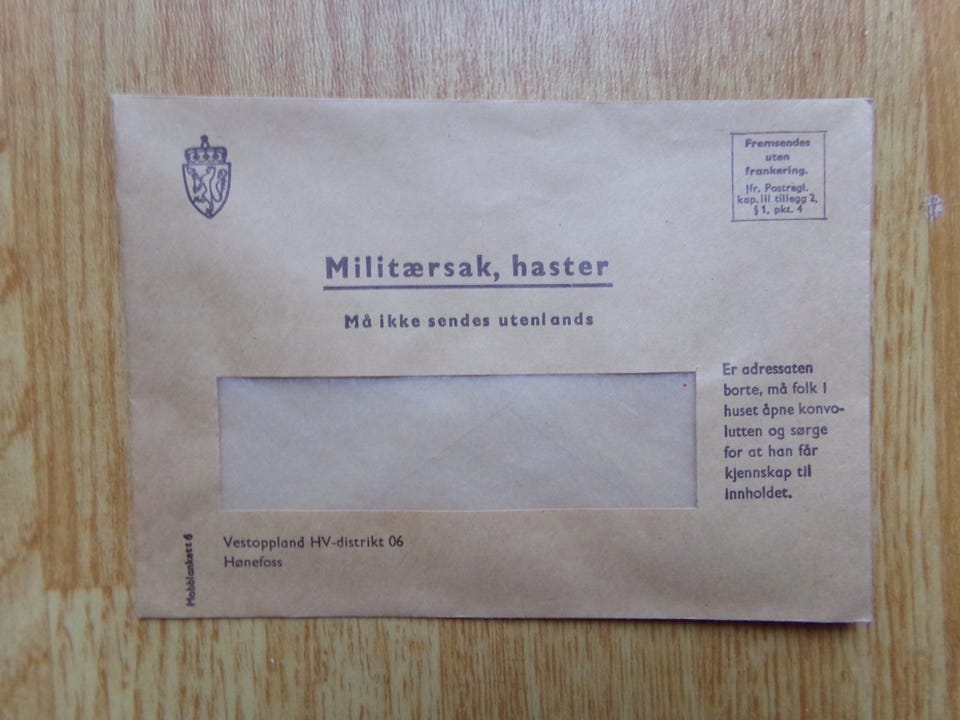 Fremsendes
uten
frankering.
Jfr. Postregl.
kap. III tillegg 2,
§ 1, pkt. 4
Militærsak, haster
Må ikke sendes utenlands
Er adressaten
borte, må folk i
huset åpne konvo-
lutten og sørge
for at han får
kjennskap til
innholdet.
Vestoppland HV-distrikt 06
Hønefoss
Mobblankett 6